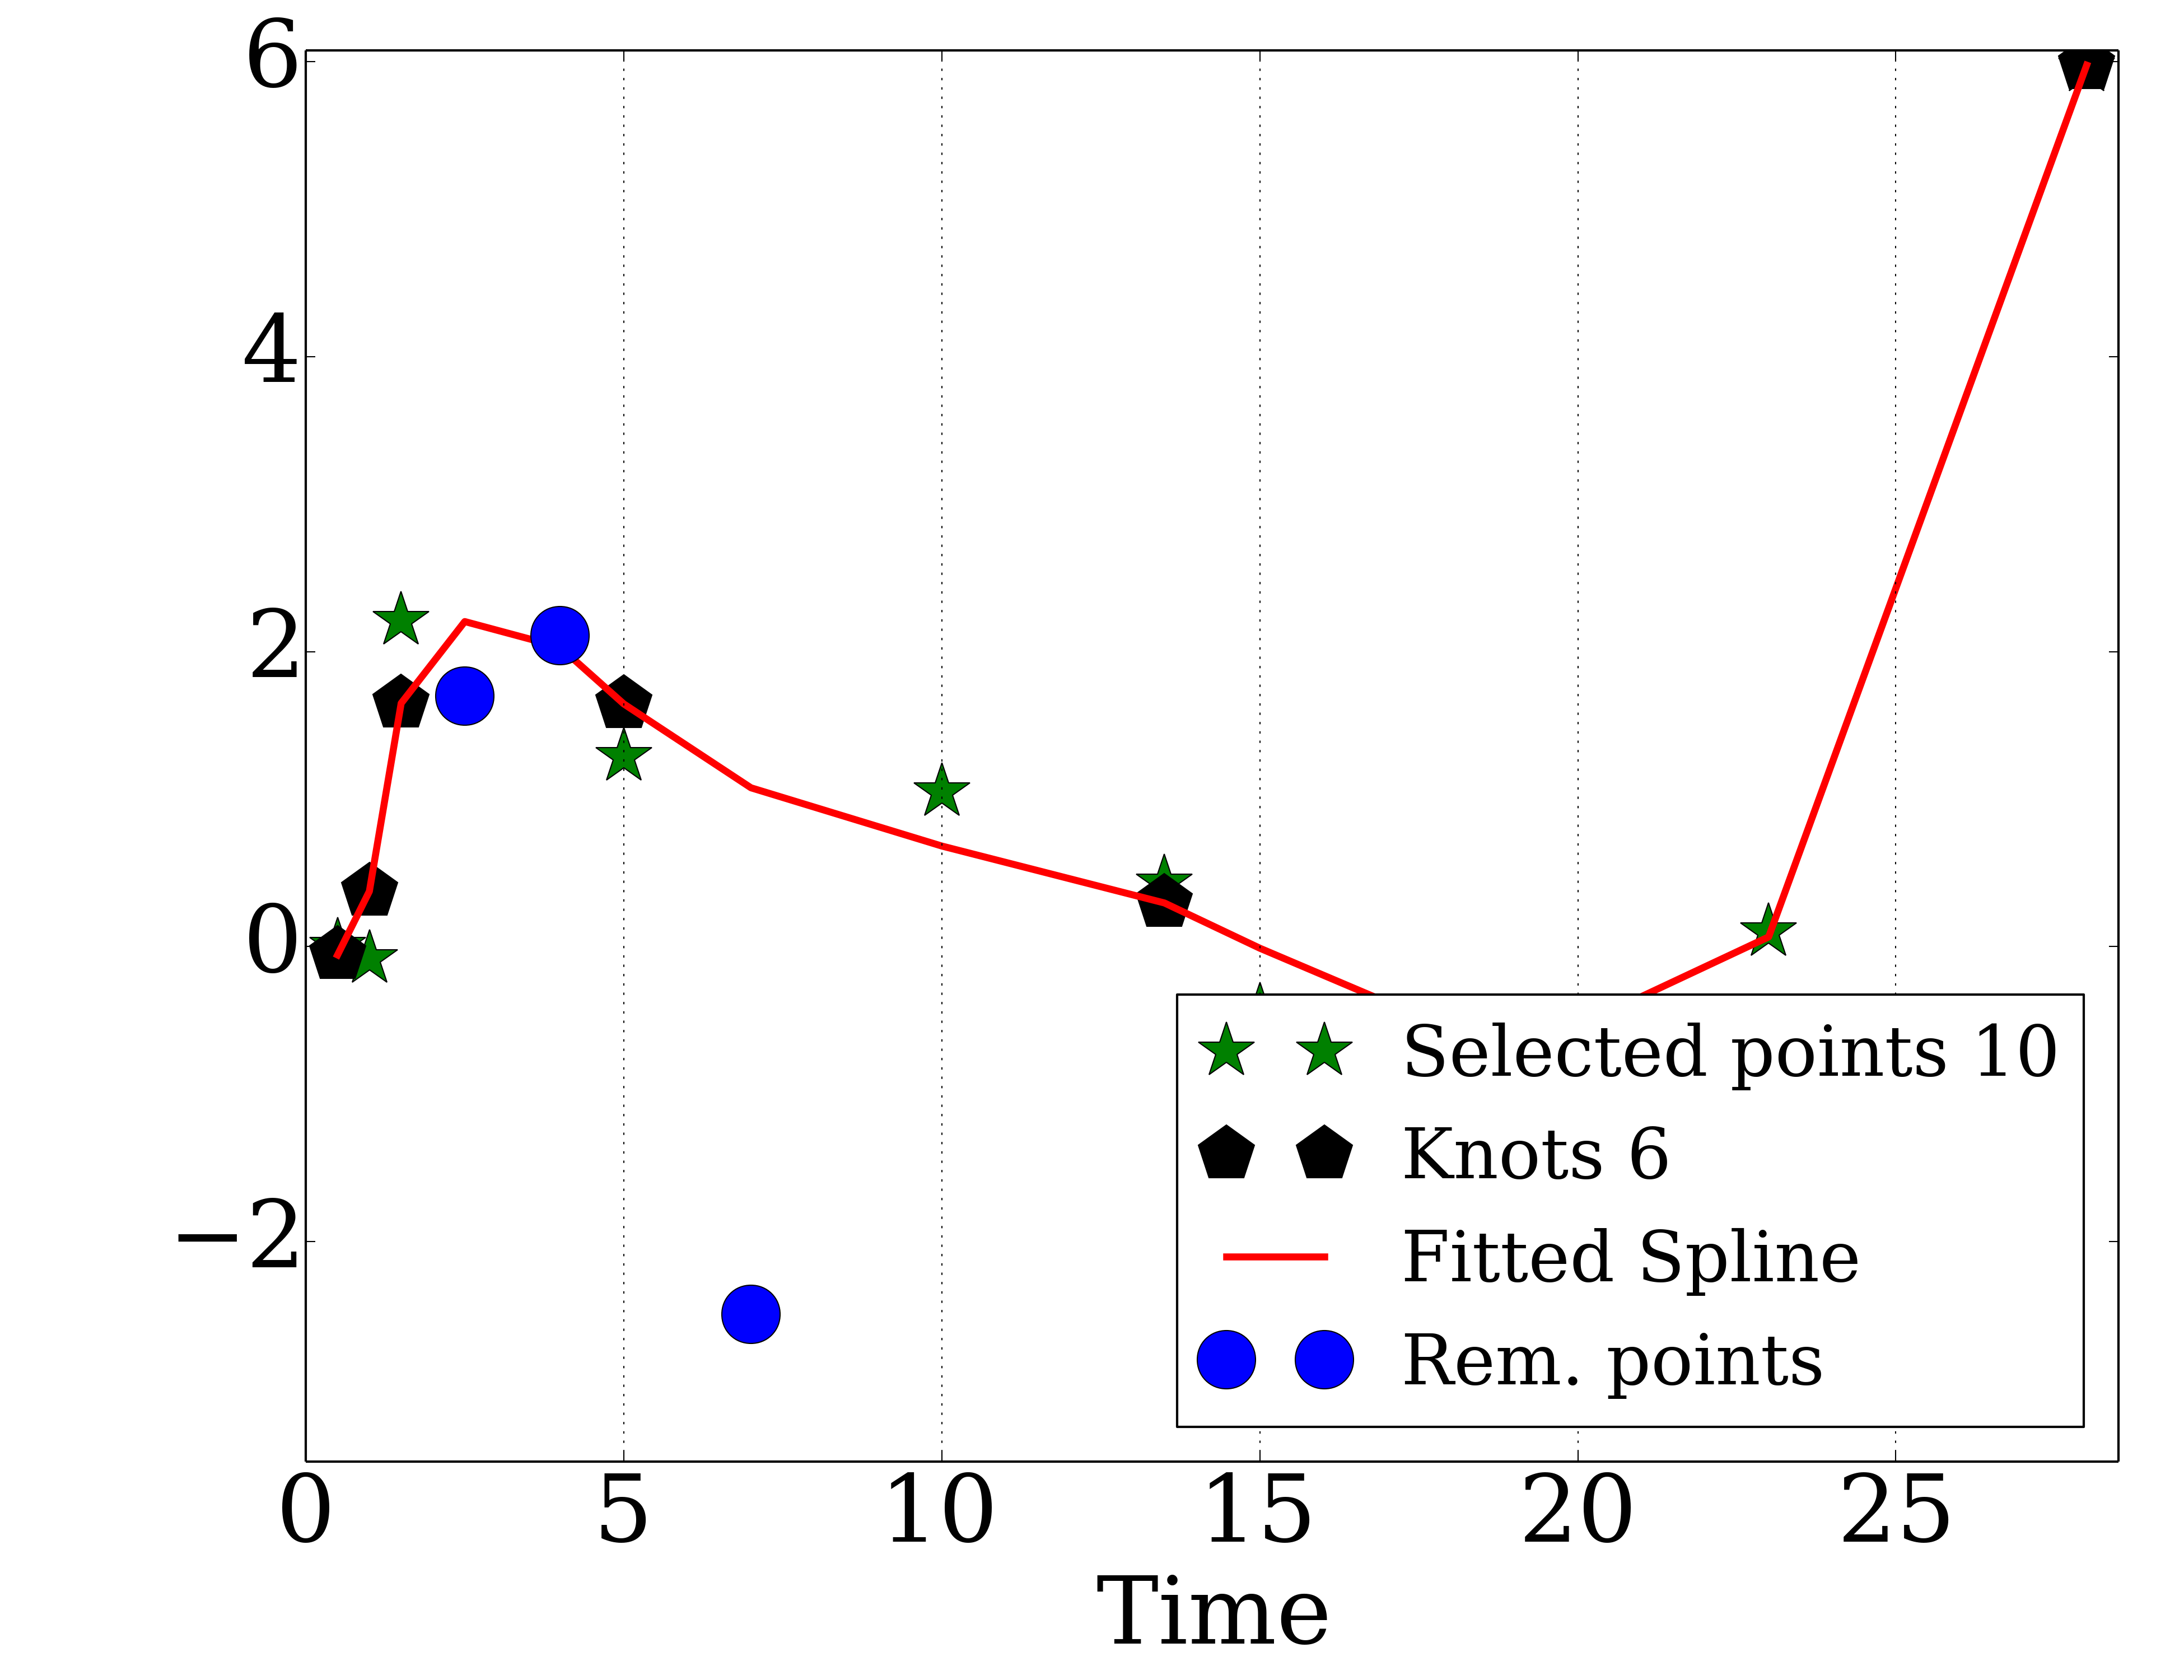 6
4
2
0
−2
Selected points 10
Knots 6
Fitted Spline
Rem. points
0 5 10 15 20 25
Time